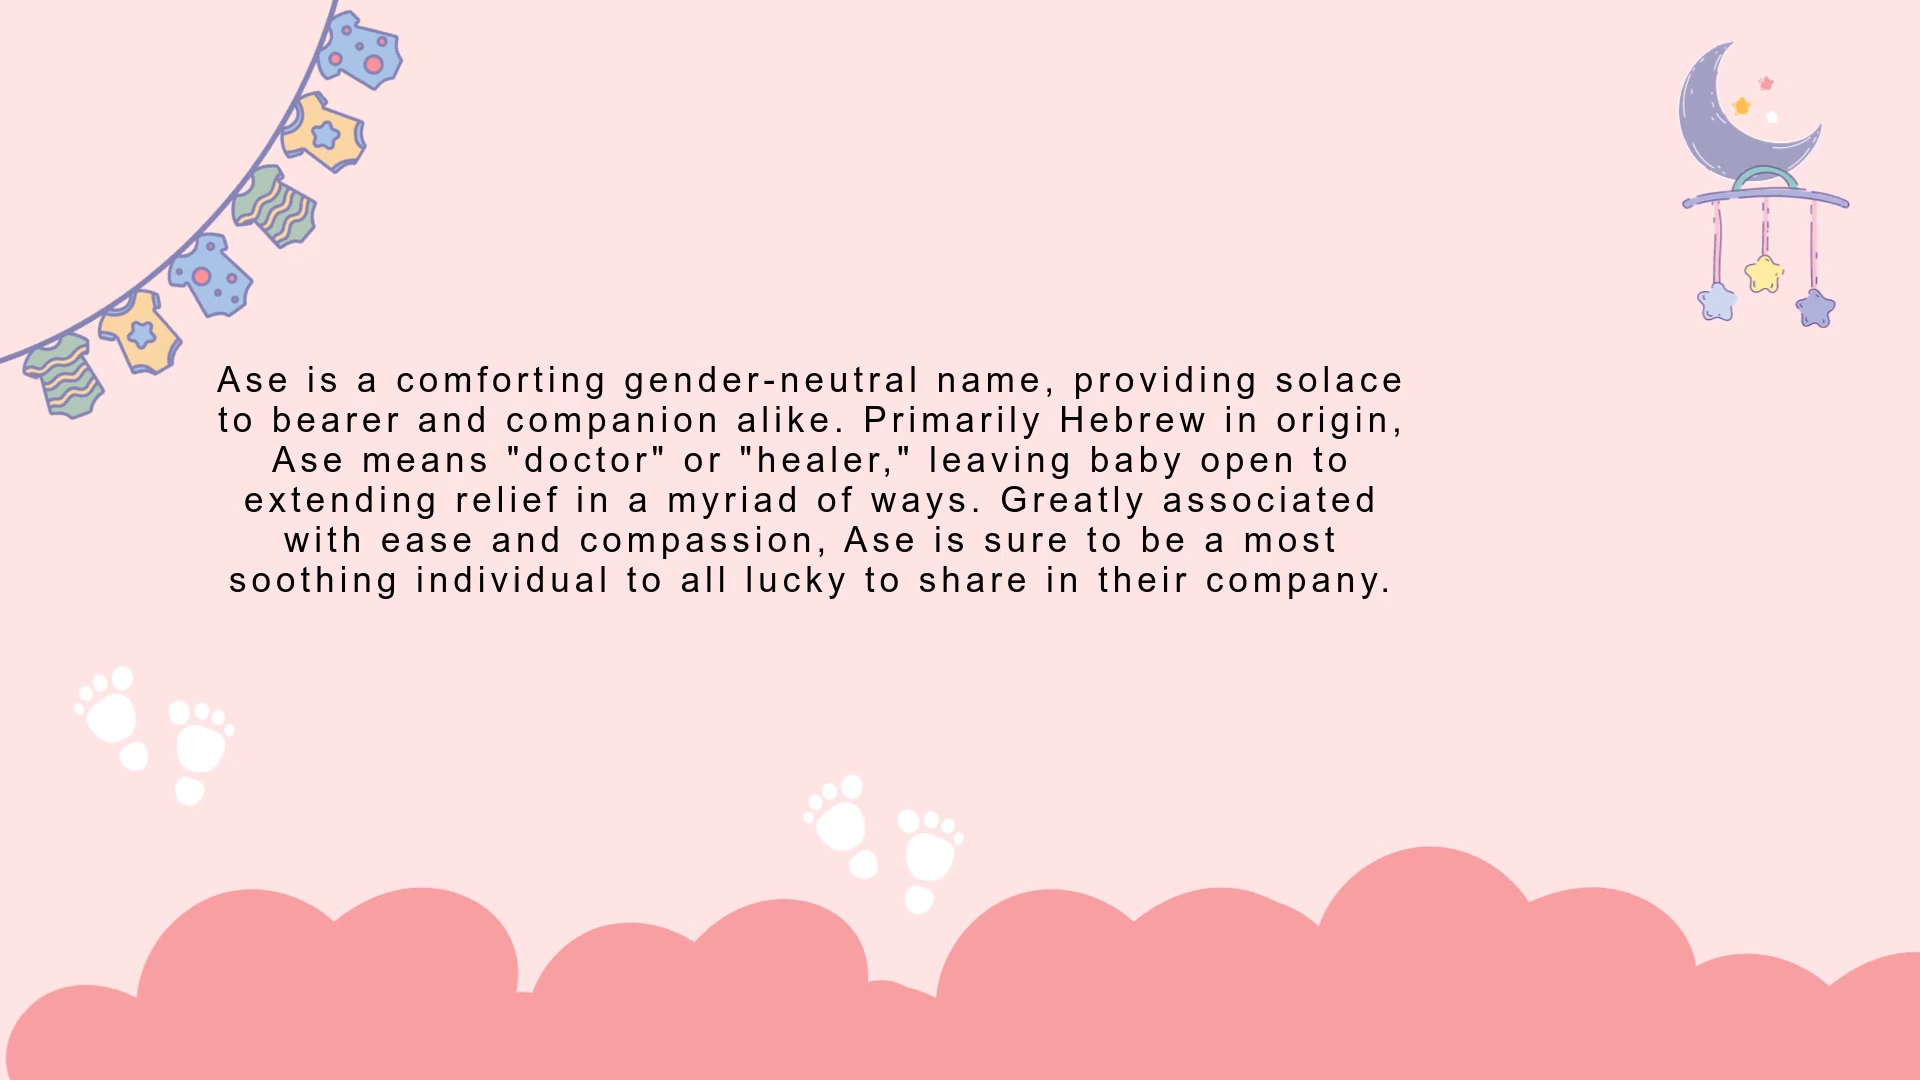 Ase is a comforting gender-neutral name, providing solace
to bearer and companion alike. Primarily Hebrew in origin,
Ase means "doctor" or "healer," leaving baby open to
extending relief in a myriad of ways. Greatly associated
with ease and compassion, Ase is sure to be a most
soothing individual to all lucky to share in their company.